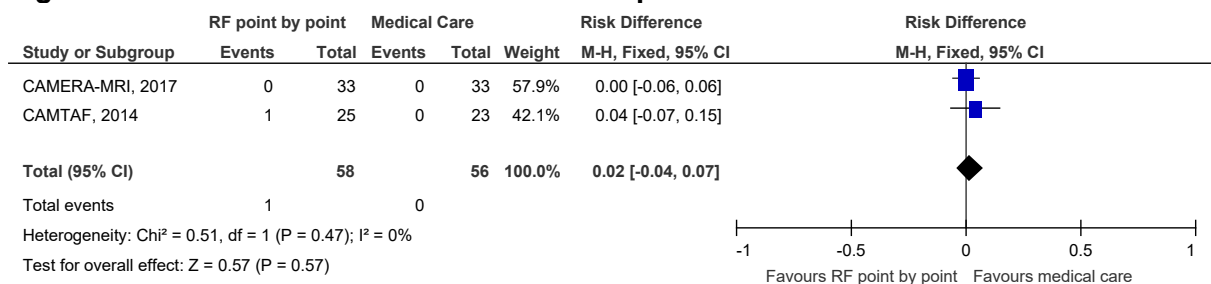 RF point by point Medical Care Risk Difference Risk Difference
Study or Subgroup Events Total Events Total Weight M-H, Fixed, 95% CI M-H, Fixed, 95% CI
CAMERA-MRI, 2017 0 33 0 33 57.9% 0.00 [-0.06, 0.06]
CAMTAF, 2014 1 25 0 23 42.1% 0.04 [-0.07, 0.15]
Total (95% CI) 58 56 100.0% 0.02 [-0.04, 0.07]
Total events 1 0
Heterogeneity: Chi² = 0.51, df = 1 (P = 0.47); I² = 0%
Test for overall effect: Z = 0.57 (P = 0.57)
-1 -0.5 0 0.5 1
Favours RF point by point Favours medical care